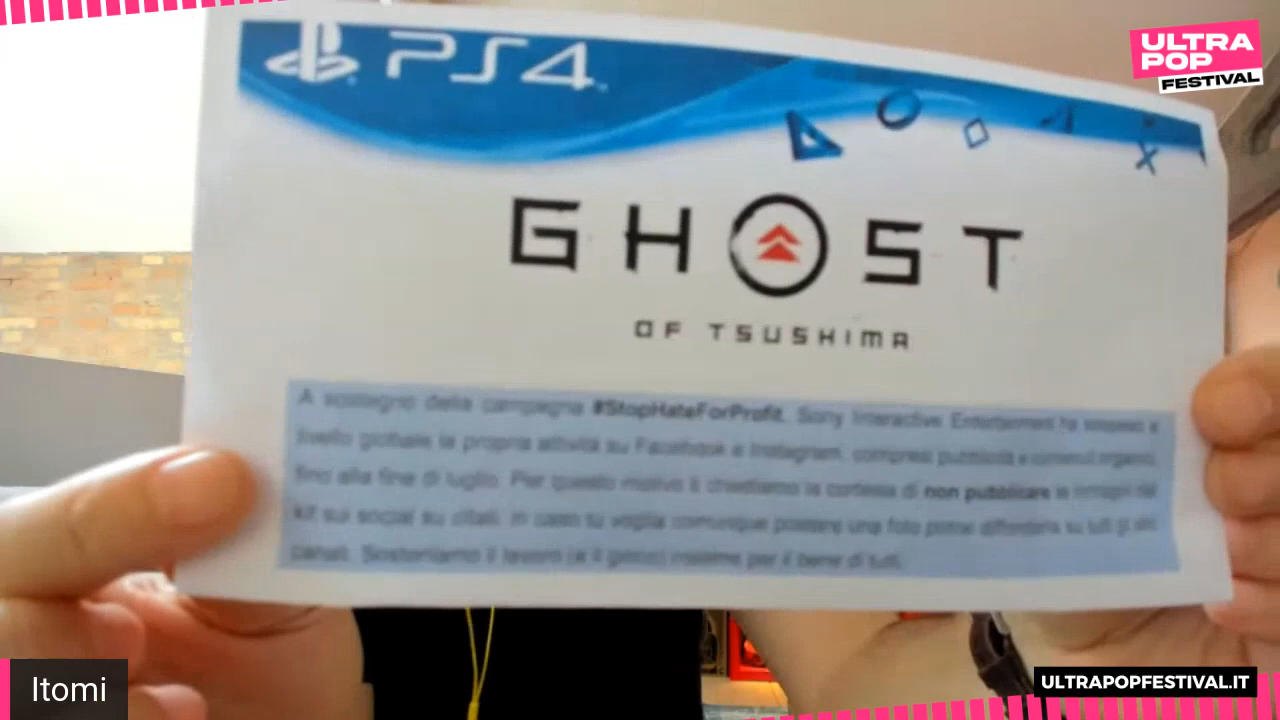 PS4
ULTRA
POP
FESTIVAL
GHOST
OF TSUSHIMA
A sostegno della campagna #StopHateForProfit, Sony Interactive Entertainment ha sospeso a
livello globale la propria attività su Facebook e Instagram, compresi pubblicità e contenuti organici,
fino alla fine di luglio. Per questo motivo ti chiediamo la cortesia di non pubblicare le immagini del
kit sui social su citati. In caso tu voglia comunque postare una foto potrai diffonderla su tutti gli altri
canali. Sosteniamo il lavoro (e il gioco) insieme per il bene di tutti.
Itomi
ULTRAPOPFESTIVAL.IT